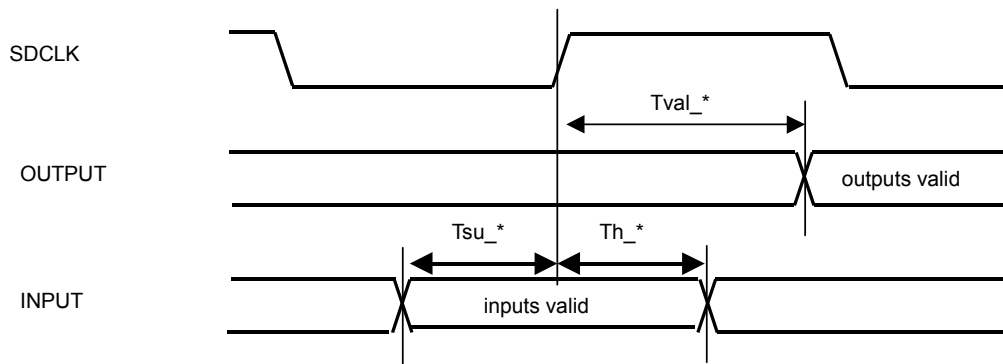 SDCLK
Tval_*
OUTPUT
outputs valid
Tsu_*
Th_*
INPUT
inputs valid